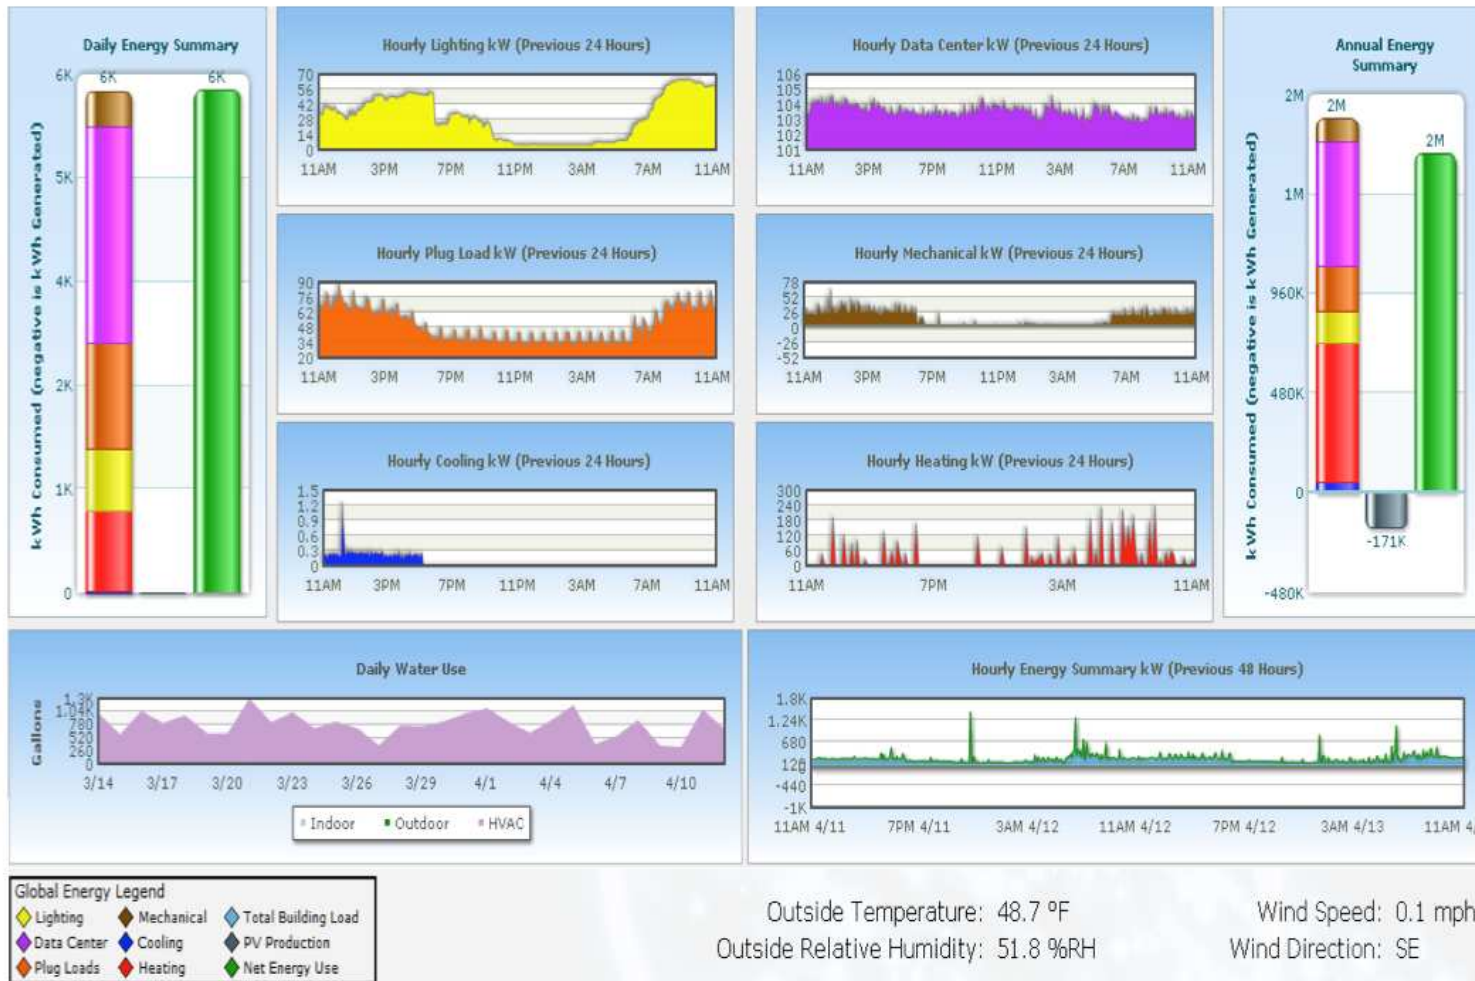 Daily Energy Summary
kWh Consumed (negative is kWh Generated)
6K
5K
4K
2K
1K
0
6K
6K
Hourly Lighting kW (Previous 24 Hours)
70
56
42
28
14
0
11AM 3PM 7PM 11PM 3AM 7AM 11AM
Hourly Data Center kW (Previous 24 Hours)
106
105
104
103
102
101
11AM 3PM 7PM 11PM 3AM 7AM 11AM
Hourly Plug Load kW (Previous 24 Hours)
90
76
62
48
34
20
11AM 3PM 7PM 11PM 3AM 7AM 11AM
Hourly Mechanical kW (Previous 24 Hours)
78
52
26
0
-26
-52
11AM 3PM 7PM 11PM 3AM 7AM 11AM
Hourly Cooling kW (Previous 24 Hours)
1.5
1.2
0.9
0.6
0.3
0
11AM 3PM 7PM 11PM 3AM 7AM 11AM
Hourly Heating kW (Previous 24 Hours)
300
240
180
120
60
0
11AM 7PM 3AM 11AM
Annual Energy
Summary
kWh Consumed (negative is kWh Generated)
2M
1M
960K
480K
0
-480K
2M
2M
-171K
Daily Water Use
Gallons
1.3K
1.04K
780
520
260
0
3/14 3/17 3/20 3/23 3/26 3/29 4/1 4/4 4/7 4/10
Indoor Outdoor HVAC
Hourly Energy Summary kW (Previous 48 Hours)
1.8K
1.24K
680
120
0
-440
-1K
11AM 4/11 7PM 4/11 3AM 4/12 11AM 4/12 7PM 4/12 3AM 4/13 11AM 4/
Global Energy Legend
Lighting Mechanical Total Building Load
Data Center Cooling PV Production
Plug Loads Heating Net Energy Use
Outside Temperature: 48.7 ºF Wind Speed: 0.1 mph
Outside Relative Humidity: 51.8 %RH Wind Direction: SE